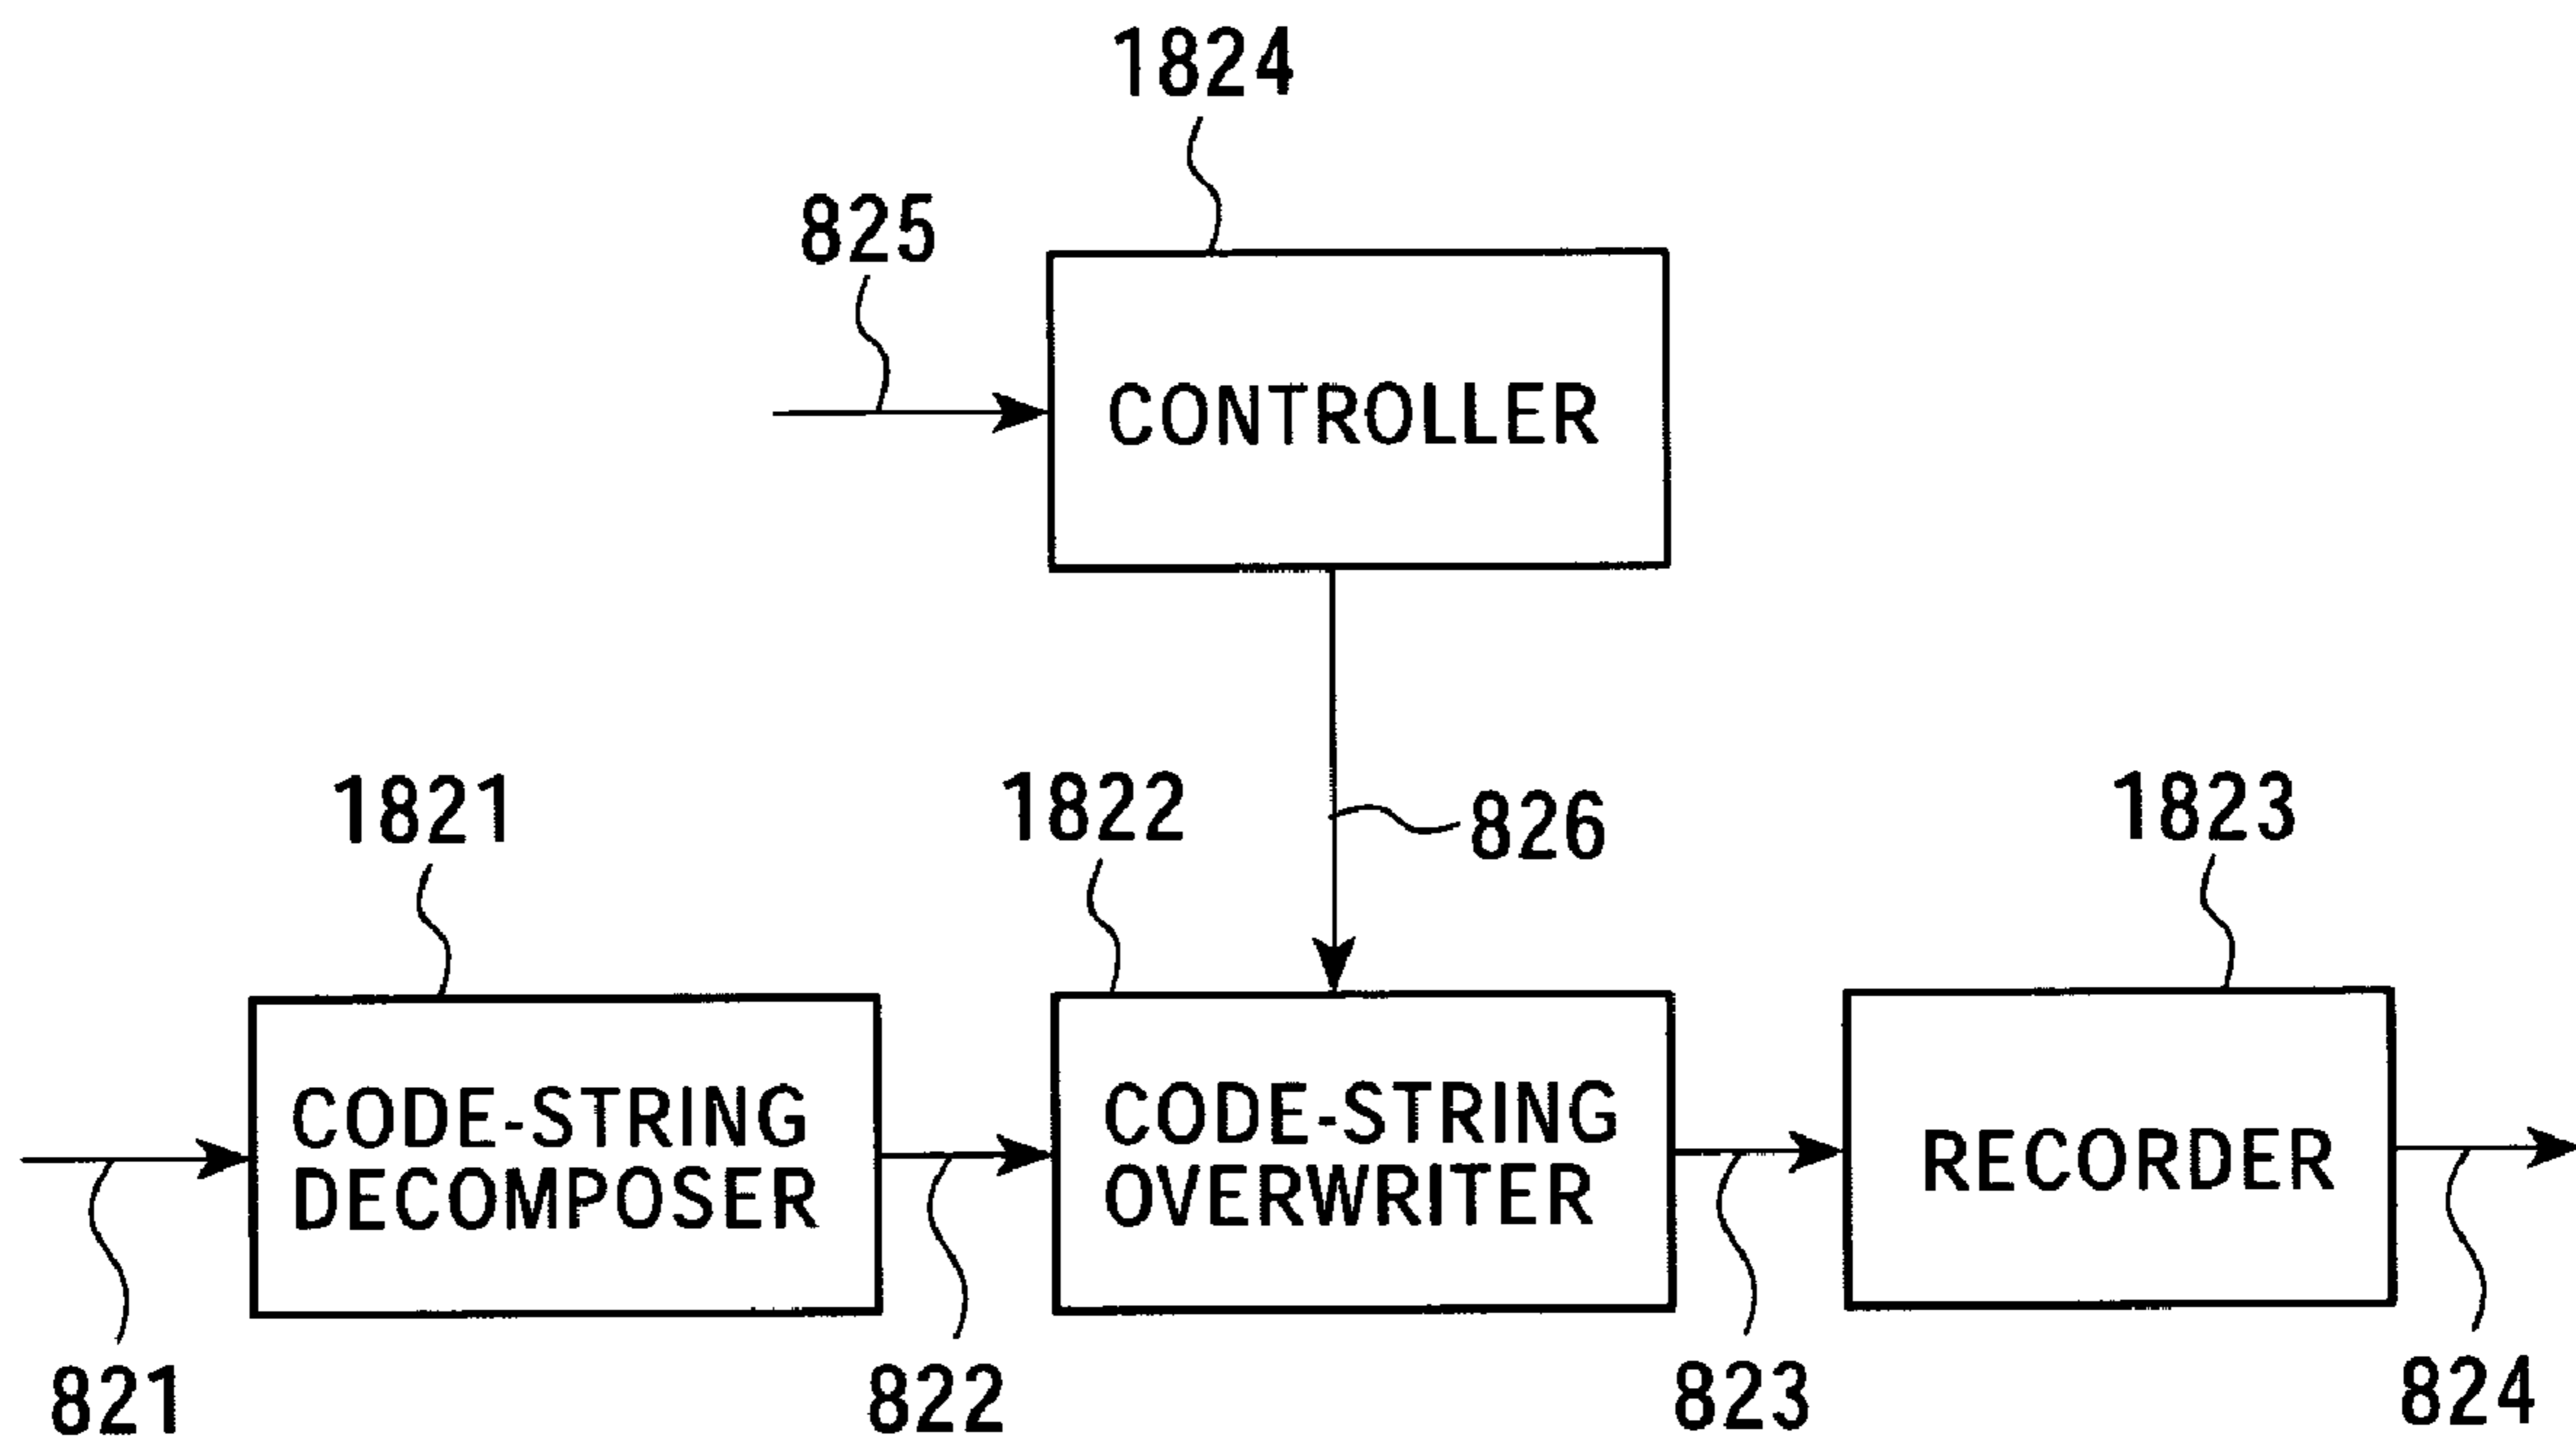 1824
825
CONTROLLER
826
1821
1822
1823
CODE-STRING
DECOMPOSER
CODE-STRING
OVERWRITER
RECORDER
821
822
823
824